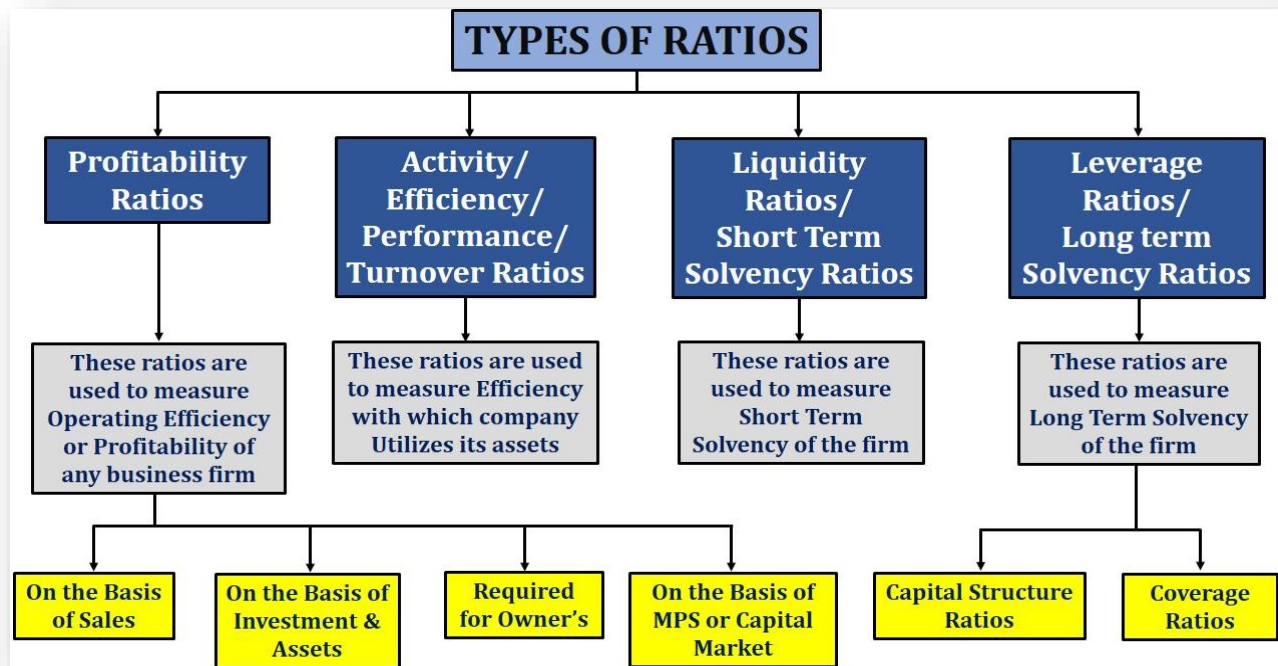 TYPES OF RATIOS
Profitability
Ratios
Activity/
Efficiency/
Performance/
Turnover Ratios
Liquidity
Ratios/
Short Term
Solvency Ratios
Leverage
Ratios/
Long term
Solvency Ratios
These ratios are
used to measure
Operating Efficiency
or Profitability of
any business firm
These ratios are used
to measure Efficiency
with which company
Utilizes its assets
These ratios are
used to measure
Short Term
Solvency of the firm
These ratios are
used to measure
Long Term Solvency
of the firm
On the Basis
of Sales
On the Basis of
Investment &
Assets
Required
for Owner's
On the Basis of
MPS or Capital
Market
Capital Structure
Ratios
Coverage
Ratios